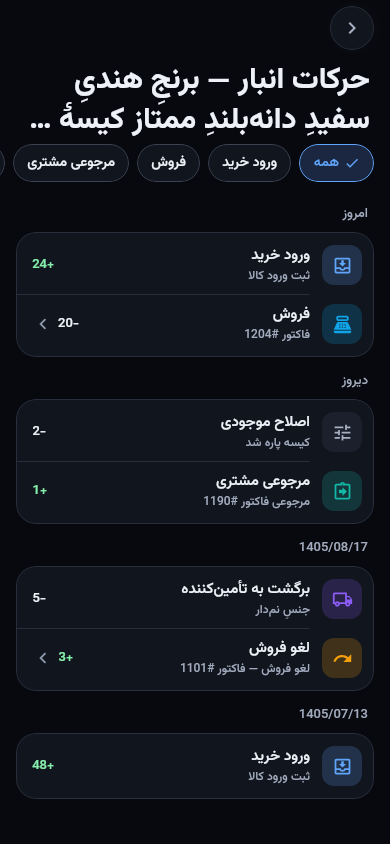 حرکات انبار — برنجِ هندیِ
سفیدِ دانه‌بلندِ ممتاز کیسهٔ ...
همه
ورود خرید
فروش
مرجوعی مشتری
امروز
ورود خرید
+24
ثبت ورود کالا
فروش
−20
فاکتور #1204
دیروز
اصلاح موجودی
−2
کیسه پاره شد
مرجوعی مشتری
+1
مرجوعی فاکتور #1190
1405/08/17
برگشت به تأمین‌کننده
−5
جنسِ نم‌دار
لغو فروش
+3
لغو فروش — فاکتور #1101
1405/07/13
ورود خرید
+48
ثبت ورود کالا